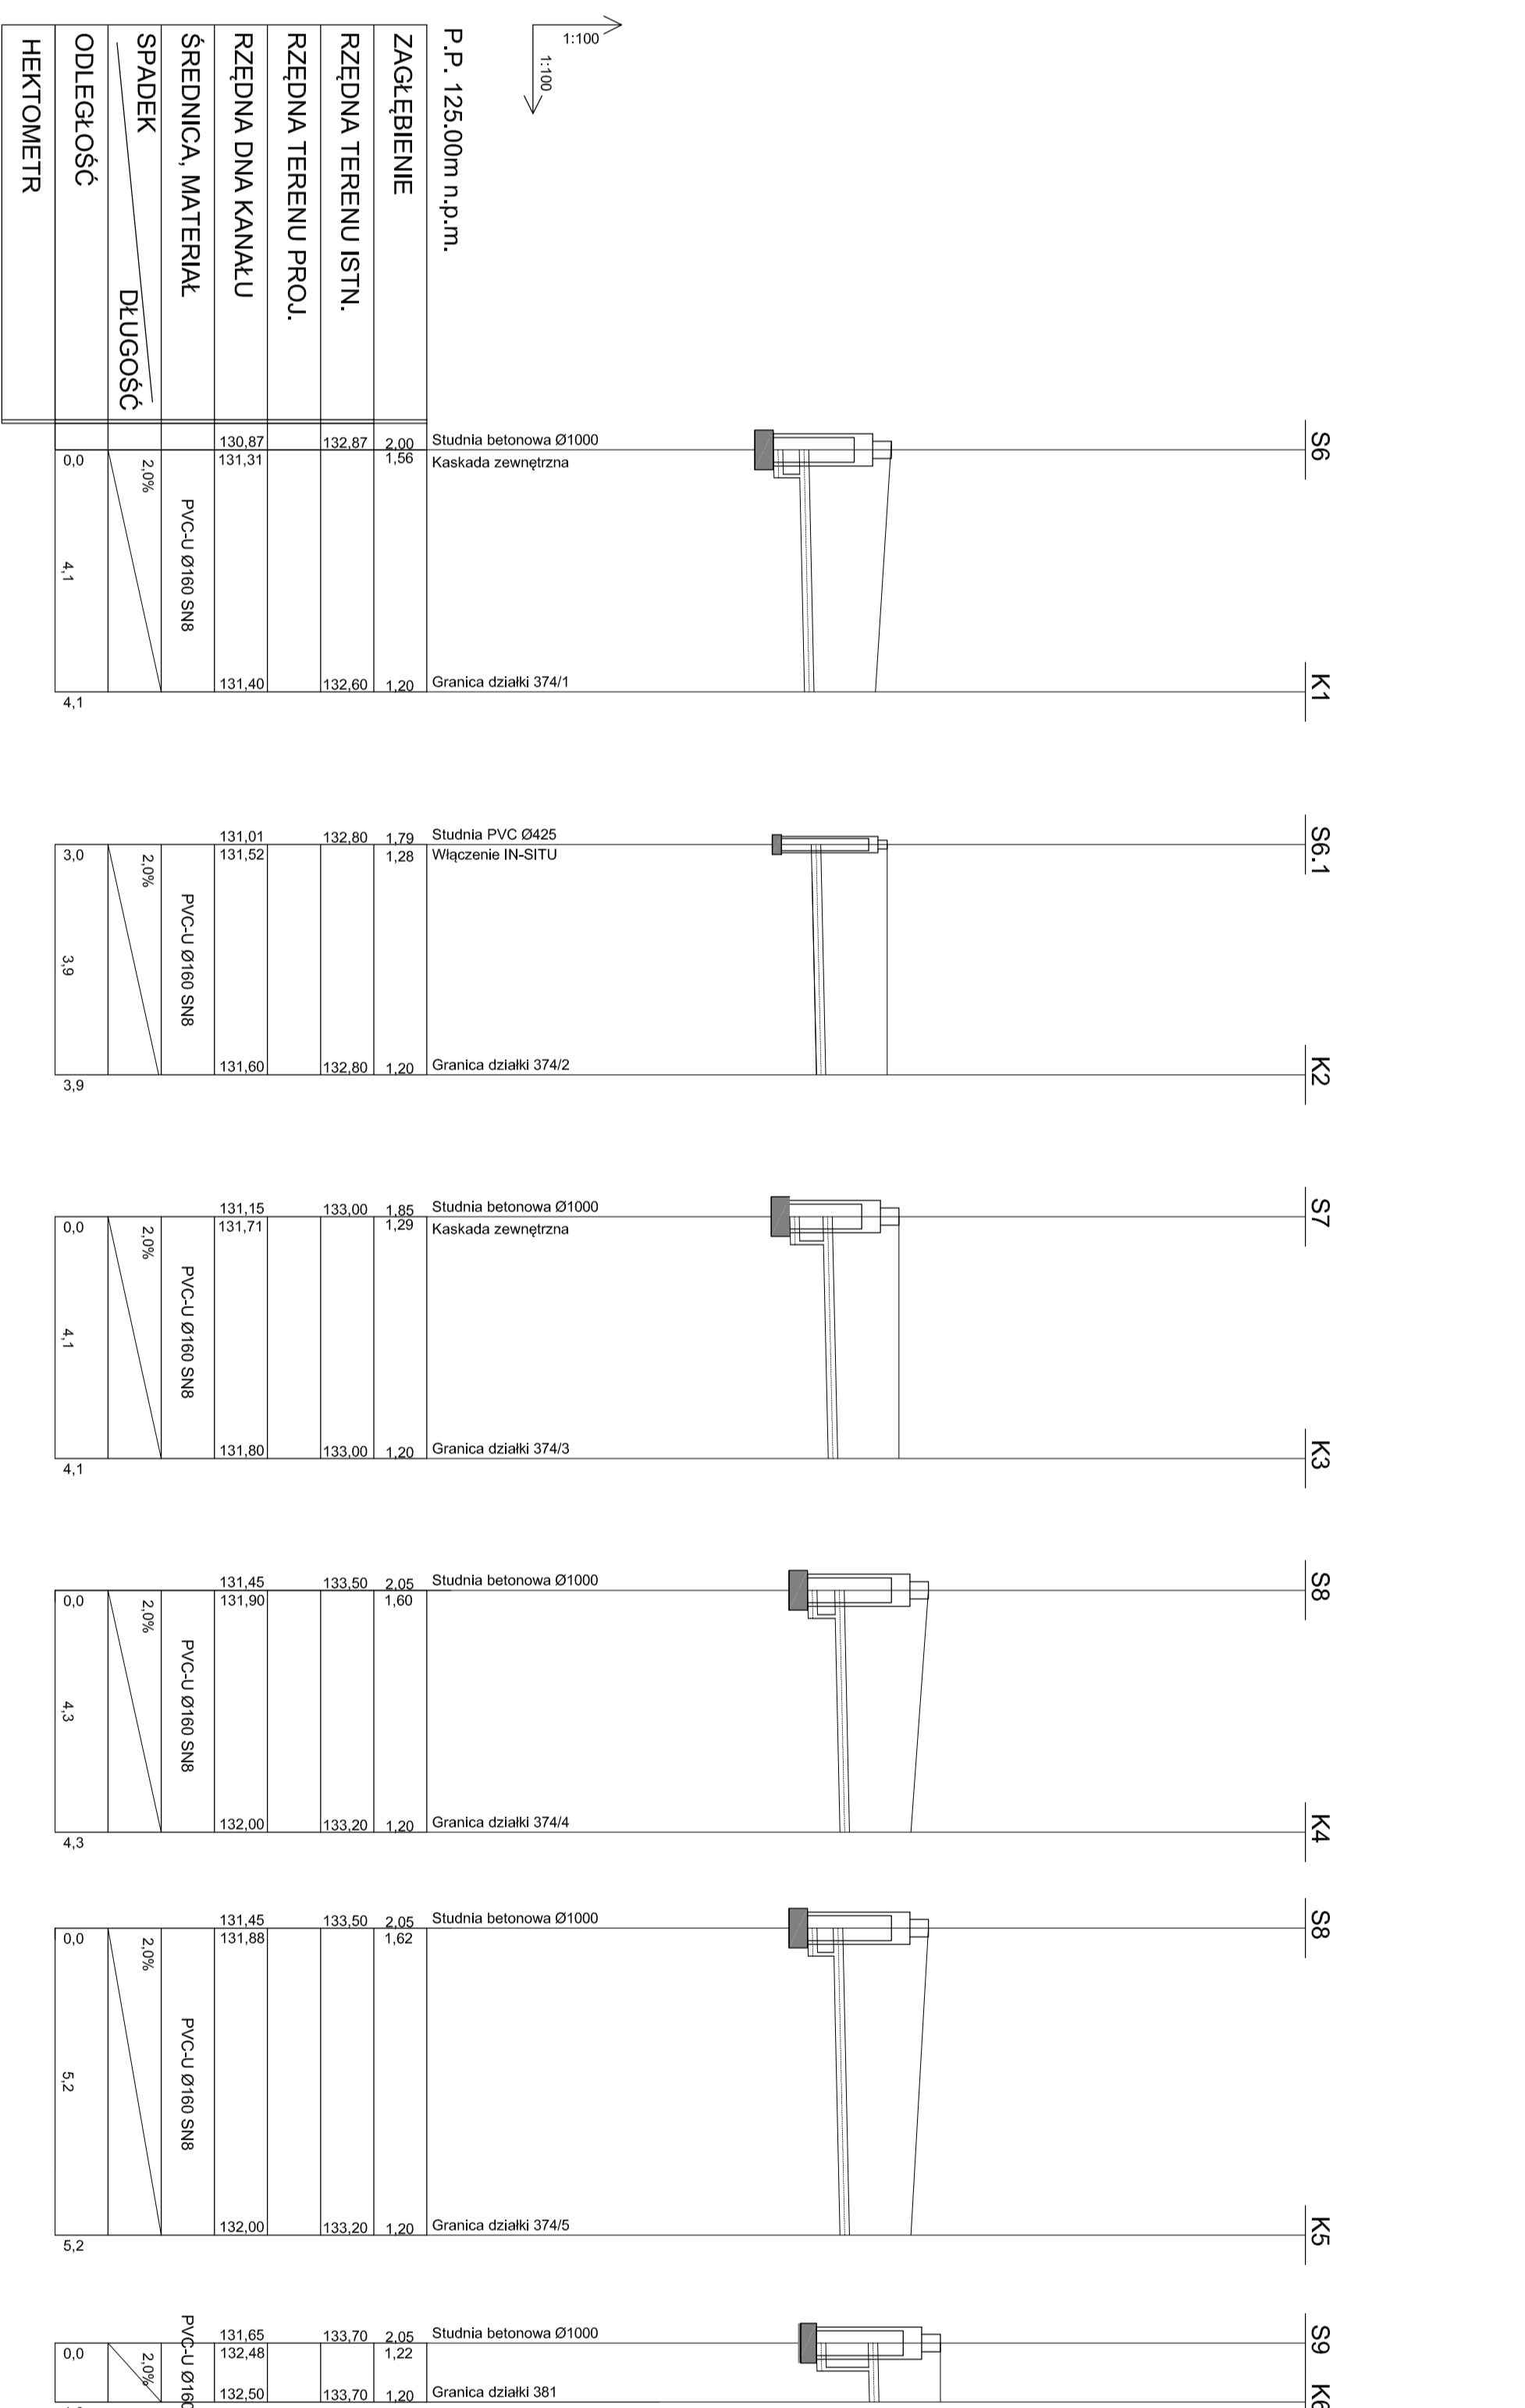 1:100
1:100
P.P. 125.00m n.p.m.
ZAGŁĘBIENIE
RZĘDNA TERENU ISTN.
RZĘDNA TERENU PROJ.
RZĘDNA DNA KANAŁU
ŚREDNICA, MATERIAŁ
SPADEK
DŁUGOŚĆ
ODLEGŁOŚĆ
HEKTOMETR
S6
Studnia betonowa Ø1000
Kaskada zewnętrzna
130,87 132,87 2,00
131,31 1,56
0,0
2,0%
PVC-U Ø160 SN8
4,1
K1
Granica działki 374/1
131,40 132,60 1,20
4,1
S6.1
Studnia PVC Ø425
Włączenie IN-SITU
131,01 132,80 1,79
131,52 1,28
3,0
2,0%
PVC-U Ø160 SN8
3,9
K2
Granica działki 374/2
131,60 132,80 1,20
3,9
S7
Studnia betonowa Ø1000
Kaskada zewnętrzna
131,15 133,00 1,85
131,71 1,29
0,0
2,0%
PVC-U Ø160 SN8
4,1
K3
Granica działki 374/3
131,80 133,00 1,20
4,1
S8
Studnia betonowa Ø1000
131,45 133,50 2,05
131,90 1,60
0,0
2,0%
PVC-U Ø160 SN8
4,3
K4
Granica działki 374/4
132,00 133,20 1,20
4,3
S8
Studnia betonowa Ø1000
131,45 133,50 2,05
131,88 1,62
0,0
2,0%
PVC-U Ø160 SN8
5,2
K5
Granica działki 374/5
132,00 133,20 1,20
5,2
S9
Studnia betonowa Ø1000
131,65 133,70 2,05
132,48 1,22
0,0
2,0%
PVC-U Ø160
K6
Granica działki 381
132,50 133,70 1,20